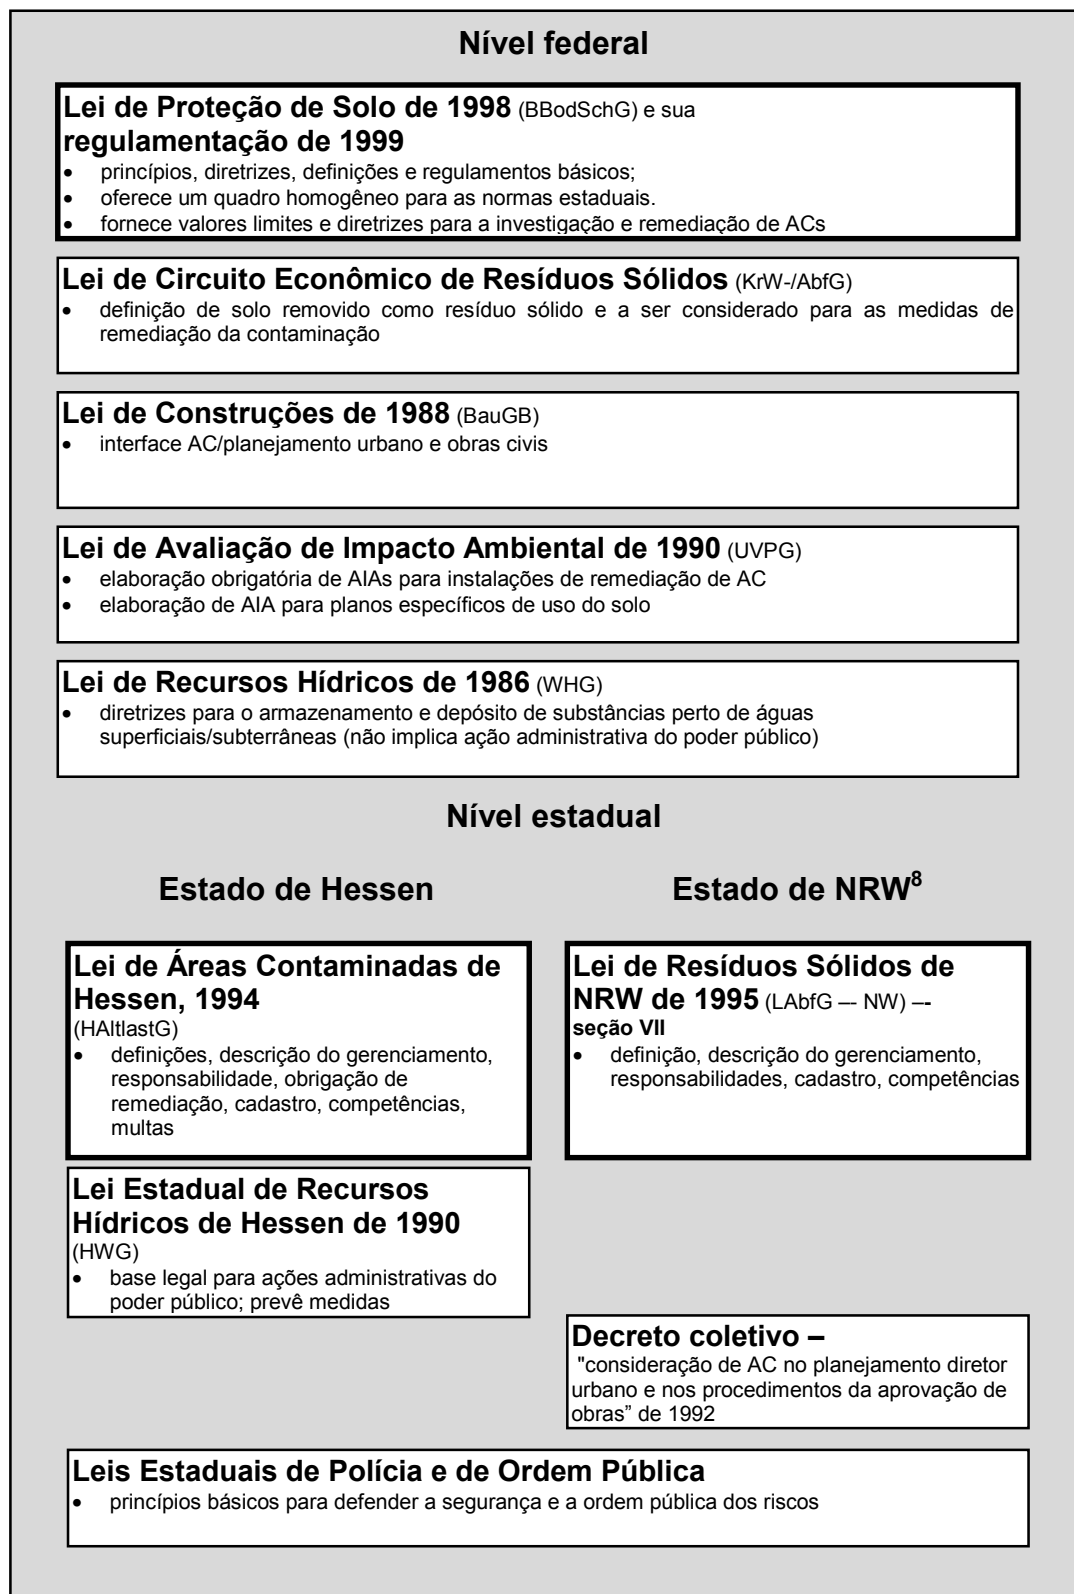 Nível federal
Lei de Proteção de Solo de 1998 (BBodSchG) e sua
regulamentação de 1999
• princípios, diretrizes, definições e regulamentos básicos;
• oferece um quadro homogêneo para as normas estaduais.
• fornece valores limites e diretrizes para a investigação e remediação de ACs
Lei de Circuito Econômico de Resíduos Sólidos (KrW-/AbfG)
• definição de solo removido como resíduo sólido e a ser considerado para as medidas de
remediação da contaminação
Lei de Construções de 1988 (BauGB)
• interface AC/planejamento urbano e obras civis
Lei de Avaliação de Impacto Ambiental de 1990 (UVPG)
• elaboração obrigatória de AIAs para instalações de remediação de AC
• elaboração de AIA para planos específicos de uso do solo
Lei de Recursos Hídricos de 1986 (WHG)
• diretrizes para o armazenamento e depósito de substâncias perto de águas
superficiais/subterrâneas (não implica ação administrativa do poder público)
Nível estadual
Estado de Hessen
Lei de Áreas Contaminadas de
Hessen, 1994
(HAltlastG)
• definições, descrição do gerenciamento,
responsabilidade, obrigação de
remediação, cadastro, competências,
multas
Lei Estadual de Recursos
Hídricos de Hessen de 1990
(HWG)
• base legal para ações administrativas do
poder público; prevê medidas
Estado de NRW⁸
Lei de Resíduos Sólidos de
NRW de 1995 (LAbfG –- NW) –-
seção VII
• definição, descrição do gerenciamento,
responsabilidades, cadastro, competências
Decreto coletivo –
"consideração de AC no planejamento diretor
urbano e nos procedimentos da aprovação de
obras” de 1992
Leis Estaduais de Polícia e de Ordem Pública
• princípios básicos para defender a segurança e a ordem pública dos riscos